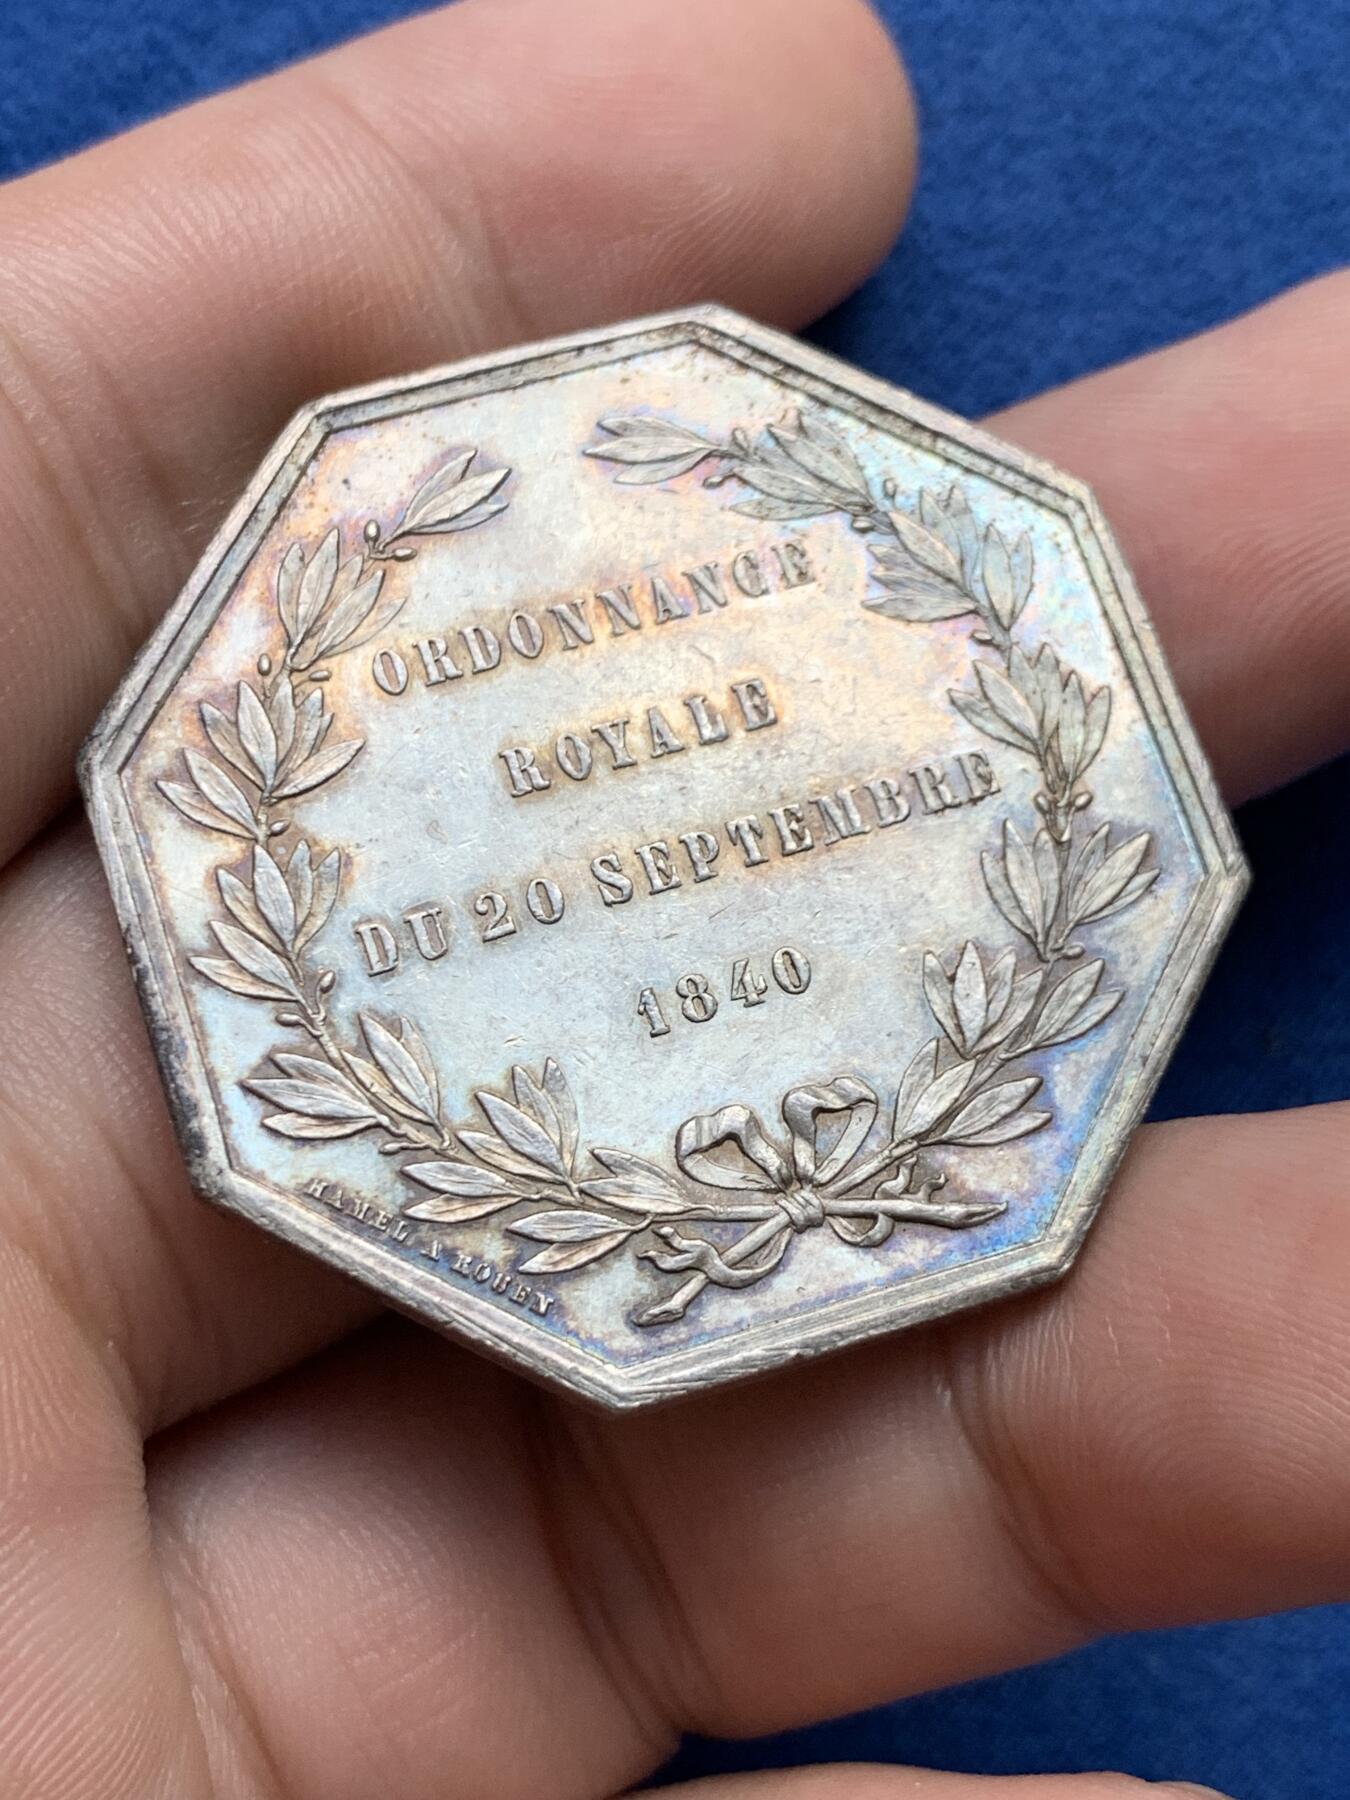 ORDONNANCE
ROYALE
DU 20 SEPTEMBRE
1840
HAMEL A ROUEN